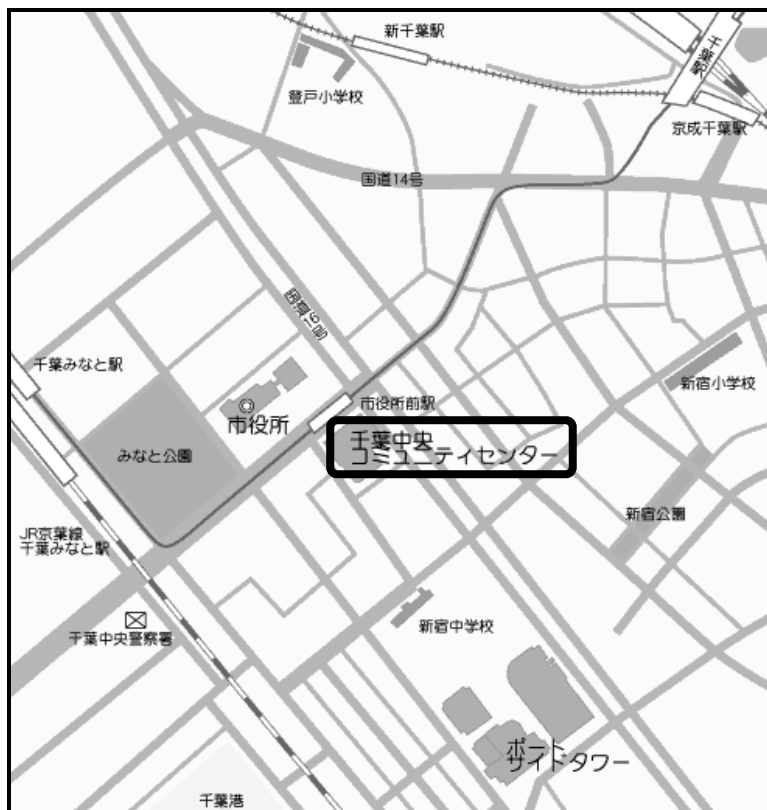 新千葉駅
千葉駅
登戸小学校
京成千葉駅
国道14号
国道16号
千葉みなと駅
市役所前駅
新宿小学校
市役所
千葉中央
コミュニティセンター
みなと公園
新宿公園
JR京葉線
千葉みなと駅
千葉中央警察署
新宿中学校
ポート
サイドタワー
千葉港